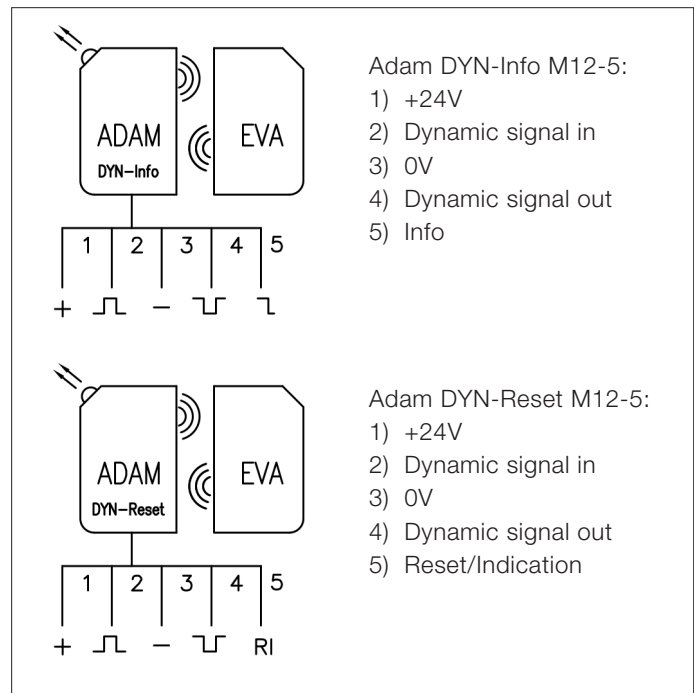 Adam DYN-Info M12-5:
1) +24V
2) Dynamic signal in
3) 0V
4) Dynamic signal out
5) Info
ADAM
DYN-Info
EVA
1 2 3 4 5
+ –
Adam DYN-Reset M12-5:
1) +24V
2) Dynamic signal in
3) 0V
4) Dynamic signal out
5) Reset/Indication
ADAM
DYN-Reset
EVA
1 2 3 4 5
+ – RI